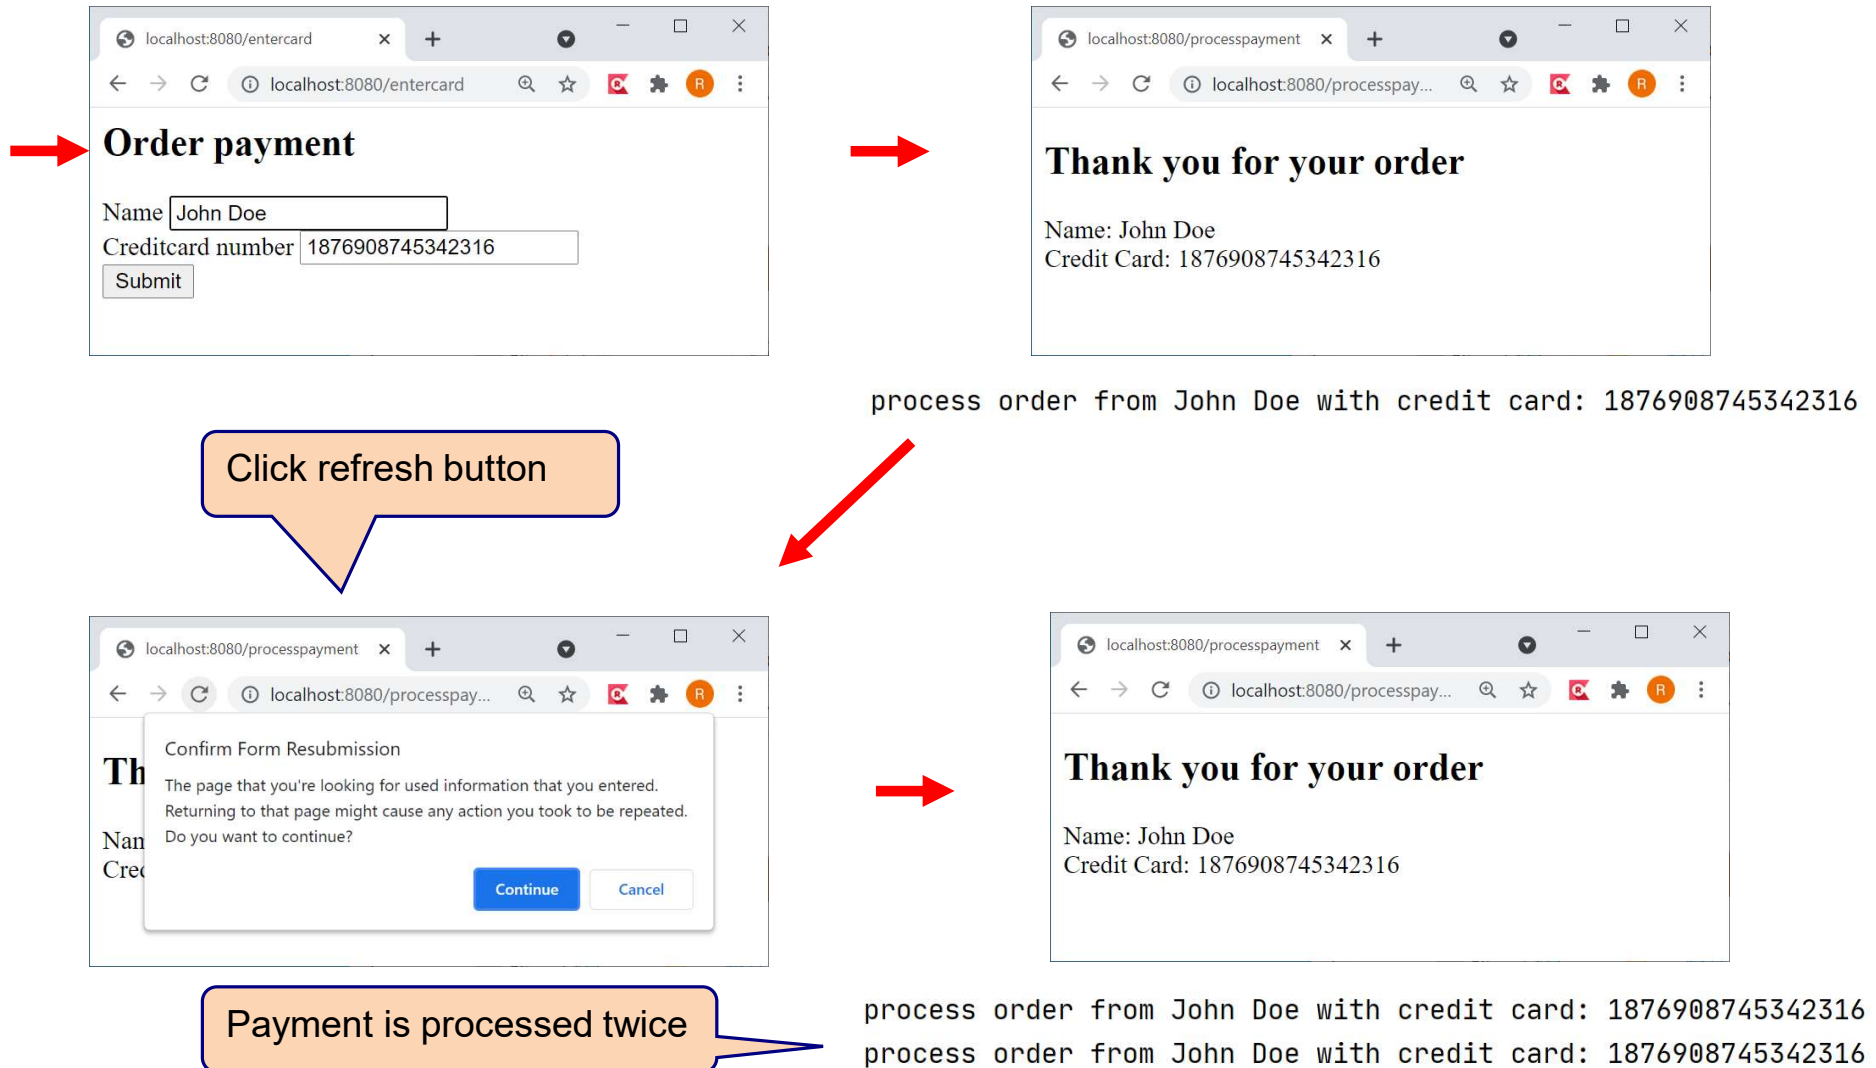 localhost:8080/entercard
localhost:8080/entercard
R
Order payment
Name John Doe
Creditcard number 1876908745342316
Submit
localhost:8080/processpayment
localhost:8080/processpay...
R
Thank you for your order
Name: John Doe
Credit Card: 1876908745342316
process order from John Doe with credit card: 1876908745342316
Click refresh button
localhost:8080/processpayment
localhost:8080/processpay...
R
Confirm Form Resubmission
Th
The page that you're looking for used information that you entered.
Returning to that page might cause any action you took to be repeated.
Nam
Do you want to continue?
Cred
Continue Cancel
localhost:8080/processpayment
localhost:8080/processpay...
R
Thank you for your order
Name: John Doe
Credit Card: 1876908745342316
Payment is processed twice
process order from John Doe with credit card: 1876908745342316
process order from John Doe with credit card: 1876908745342316